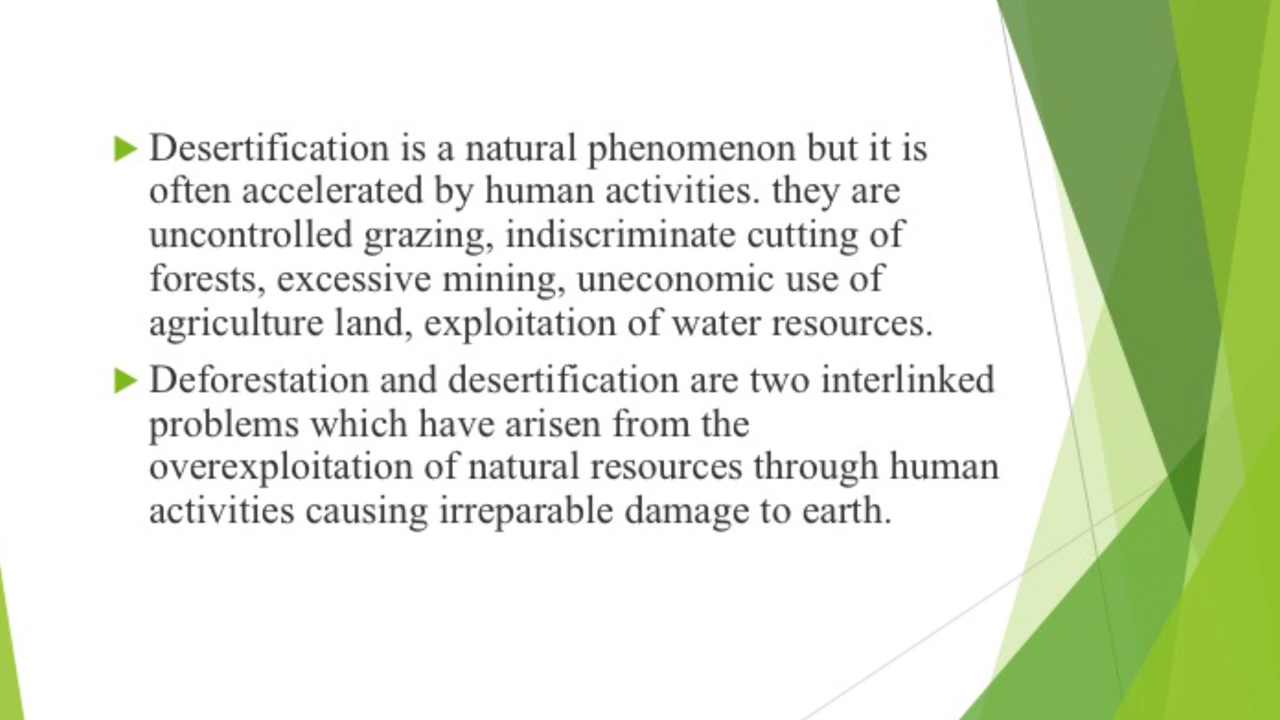 Desertification is a natural phenomenon but it is
often accelerated by human activities. they are
uncontrolled grazing, indiscriminate cutting of
forests, excessive mining, uneconomic use of
agriculture land, exploitation of water resources.
Deforestation and desertification are two interlinked
problems which have arisen from the
overexploitation of natural resources through human
activities causing irreparable damage to earth.